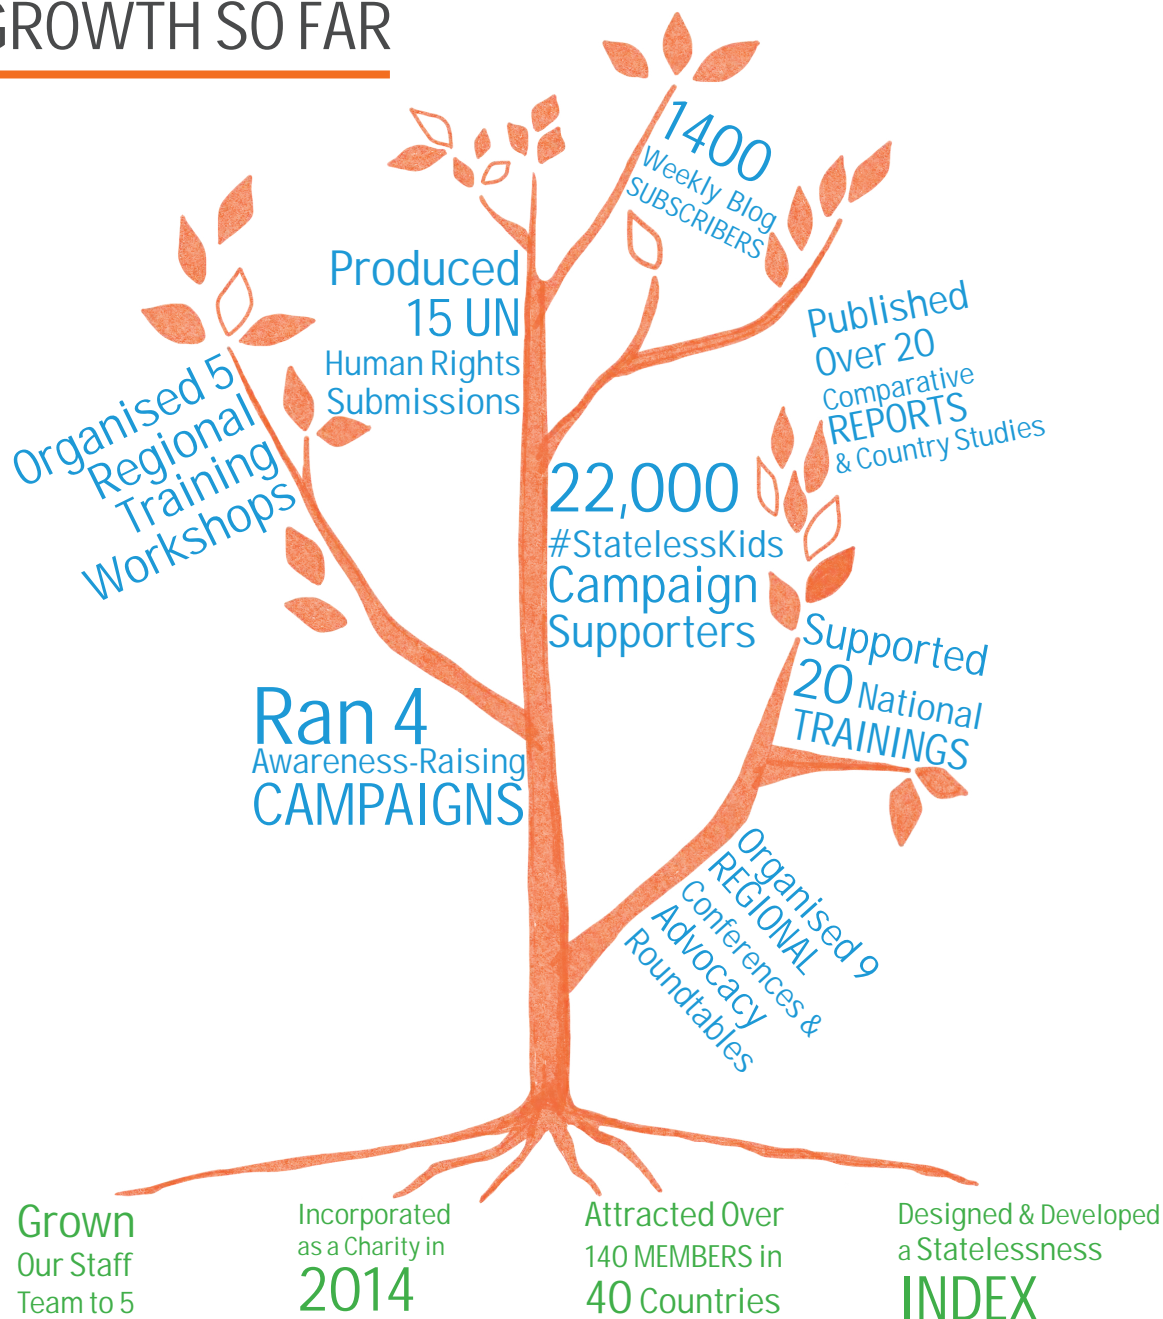 GROWTH SO FAR
1400
Weekly Blog
SUBSCRIBERS
Produced
15 UN
Human Rights
Submissions
Published
Over 20
Comparative
REPORTS
& Country Studies
Organised 5
Regional
Training
Workshops
22,000
#StatelessKids
Campaign
Supporters
Supported
20 National
TRAININGS
Ran 4
Awareness-Raising
CAMPAIGNS
Organised 9
REGIONAL
Conferences &
Advocacy
Roundtables
Grown
Our Staff
Team to 5
Incorporated
as a Charity in
2014
Attracted Over
140 MEMBERS in
40 Countries
Designed & Developed
a Statelessness
INDEX